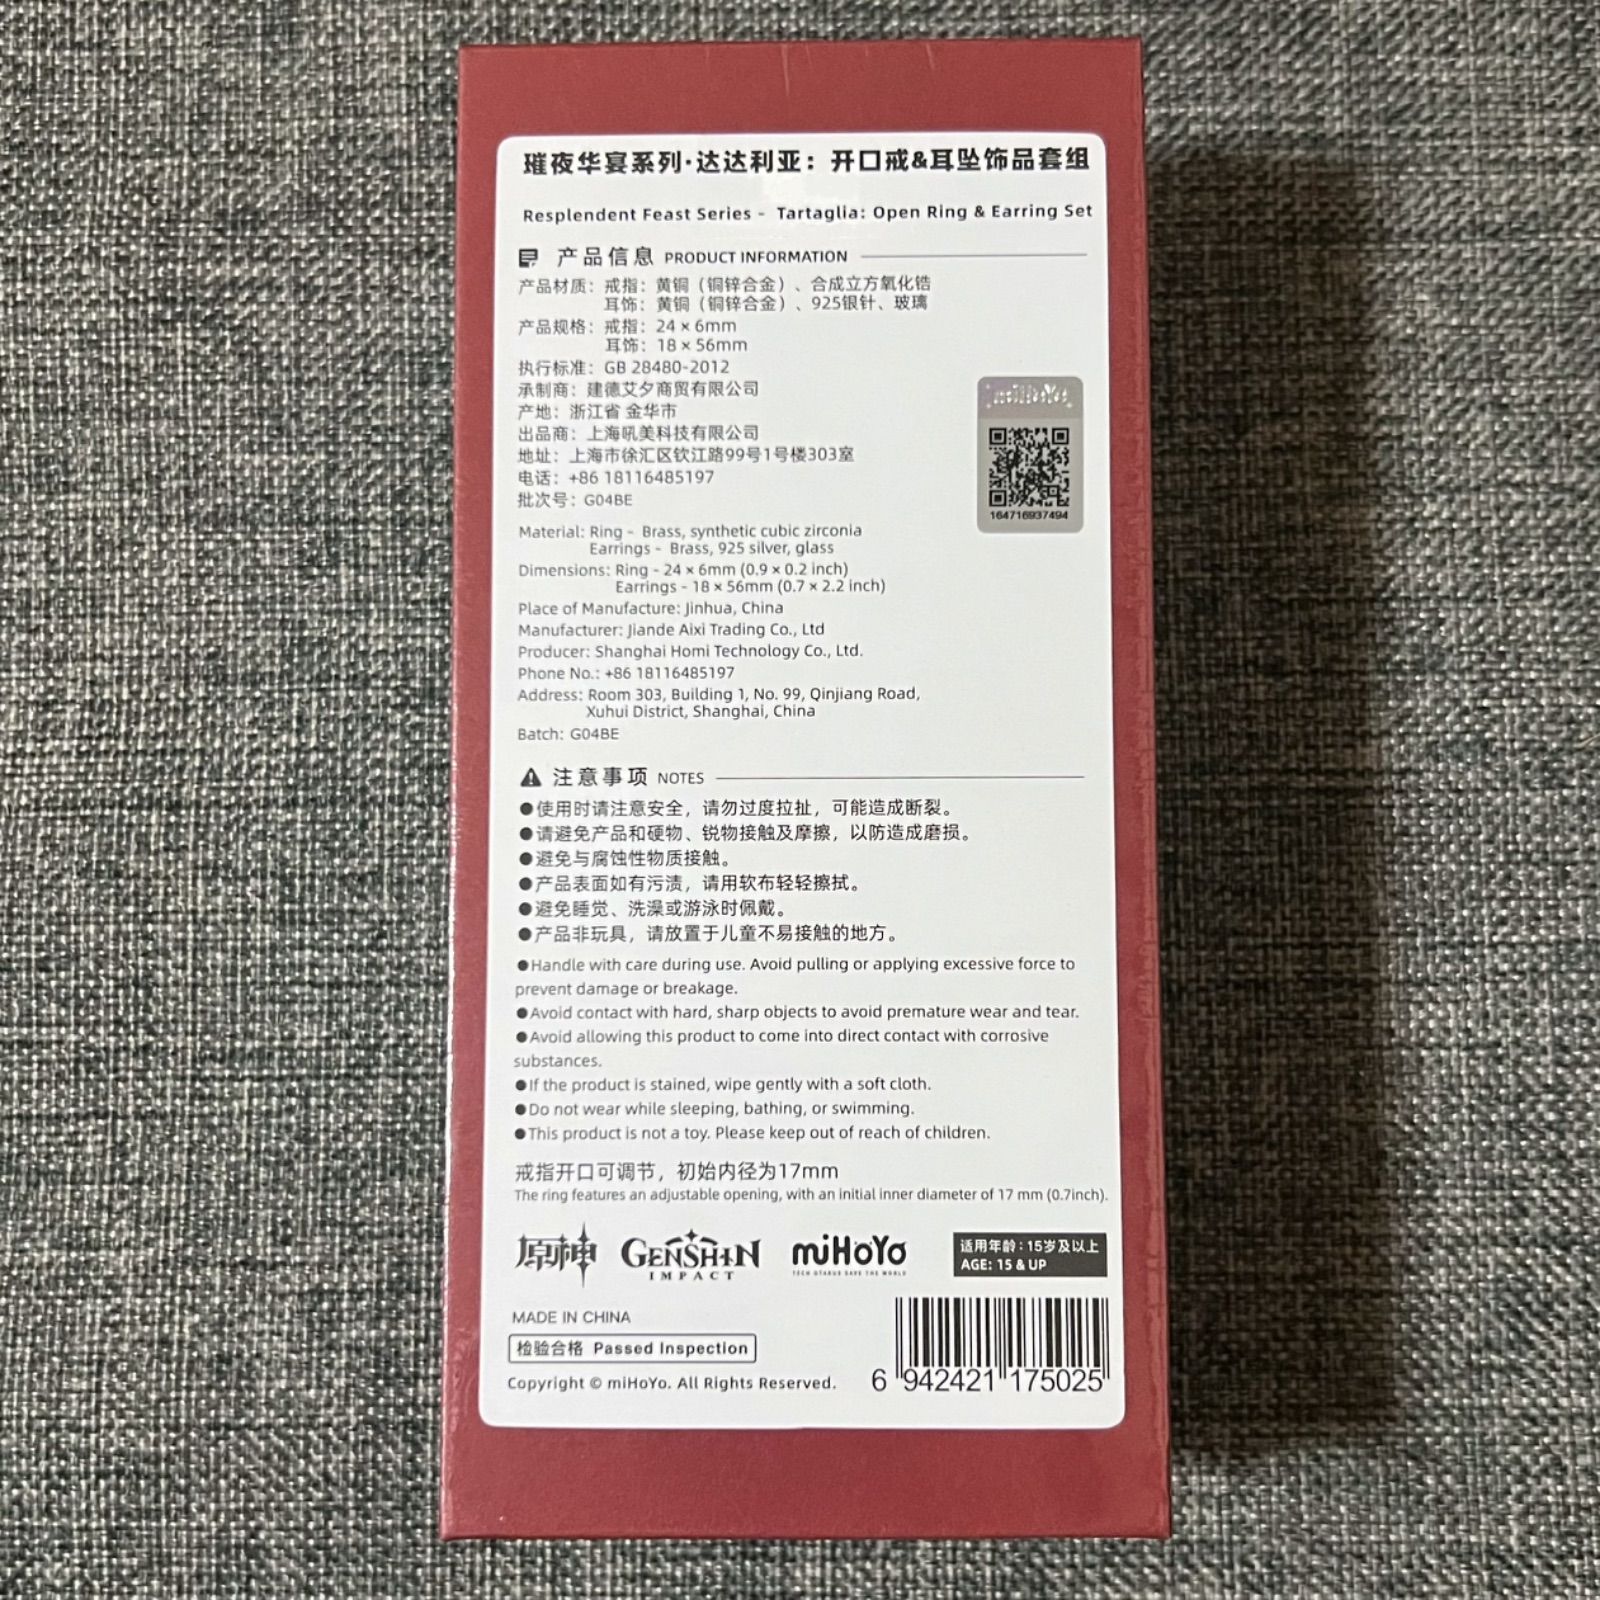 璀夜华宴系列·达达利亚：开口戒&耳坠饰品套组
Resplendent Feast Series - Tartaglia: Open Ring & Earring Set
产品信息 PRODUCT INFORMATION
产品材质：戒指：黄铜（铜锌合金）、合成立方氧化锆
耳饰：黄铜（铜锌合金）、925银针、玻璃
产品规格：戒指：24 × 6mm
耳饰：18 × 56mm
执行标准：GB 28480-2012
承制商：建德艾夕商贸有限公司
产地：浙江省 金华市
出品商：上海吼美科技有限公司
地址：上海市徐汇区钦江路99号1号楼303室
电话：+86 18116485197
批次号：G04BE
miHoYo
164716937494
Material: Ring - Brass, synthetic cubic zirconia
Earrings - Brass, 925 silver, glass
Dimensions: Ring - 24 × 6mm (0.9 × 0.2 inch)
Earrings - 18 × 56mm (0.7 × 2.2 inch)
Place of Manufacture: Jinhua, China
Manufacturer: Jiande Aixi Trading Co., Ltd
Producer: Shanghai Homi Technology Co., Ltd.
Phone No.: +86 18116485197
Address: Room 303, Building 1, No. 99, Qinjiang Road,
Xuhui District, Shanghai, China
Batch: G04BE
注意事项 NOTES
●使用时请注意安全，请勿过度拉扯，可能造成断裂。
●请避免产品和硬物、锐物接触及摩擦，以防造成磨损。
●避免与腐蚀性物质接触。
●产品表面如有污渍，请用软布轻轻擦拭。
●避免睡觉、洗澡或游泳时佩戴。
●产品非玩具，请放置于儿童不易接触的地方。
●Handle with care during use. Avoid pulling or applying excessive force to
prevent damage or breakage.
●Avoid contact with hard, sharp objects to avoid premature wear and tear.
●Avoid allowing this product to come into direct contact with corrosive
substances.
●If the product is stained, wipe gently with a soft cloth.
●Do not wear while sleeping, bathing, or swimming.
●This product is not a toy. Please keep out of reach of children.
戒指开口可调节，初始内径为17mm
The ring features an adjustable opening, with an initial inner diameter of 17 mm (0.7inch).
原神 GENSHIN IMPACT miHoYo
TECH OTAKUS SAVE THE WORLD
适用年龄：15岁及以上
AGE: 15 & UP
MADE IN CHINA
检验合格 Passed Inspection
Copyright © miHoYo. All Rights Reserved.
6 942421 175025